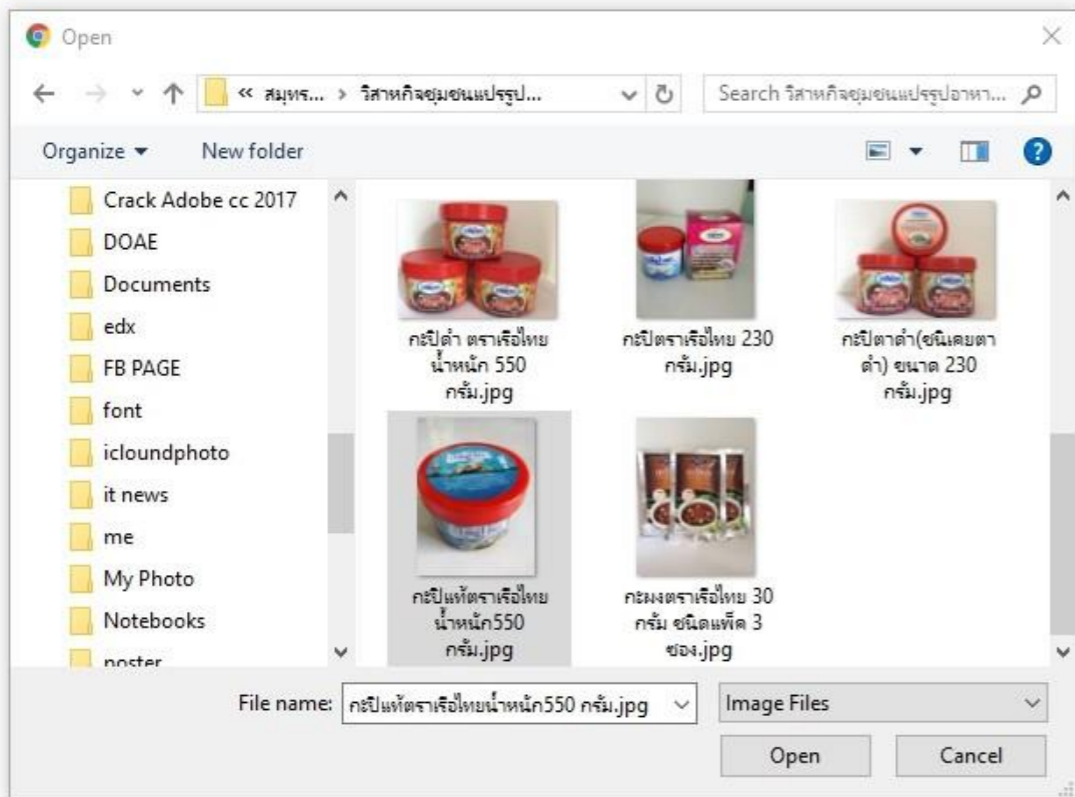 Open
« สมุทร... › วิสาหกิจชุมชนแปรรูป...
Search วิสาหกิจชุมชนแปรรูปอาหา...
Organize
New folder
Crack Adobe cc 2017
DOAE
Documents
edx
FB PAGE
font
icloundphoto
it news
me
My Photo
Notebooks
poster
กะปิดำ ตราเรือไทย
น้ำหนัก 550
กรัม.jpg
กะปิตราเรือไทย 230
กรัม.jpg
กะปิตาดำ(ชนิเคยตา
ดำ) ขนาด 230
กรัม.jpg
กะปิแท้ตราเรือไทย
น้ำหนัก550
กรัม.jpg
กะผงตราเรือไทย 30
กรัม ชนิดแพ็ค 3
ซอง.jpg
File name: กะปิแท้ตราเรือไทยน้ำหนัก550 กรัม.jpg
Image Files
Open
Cancel